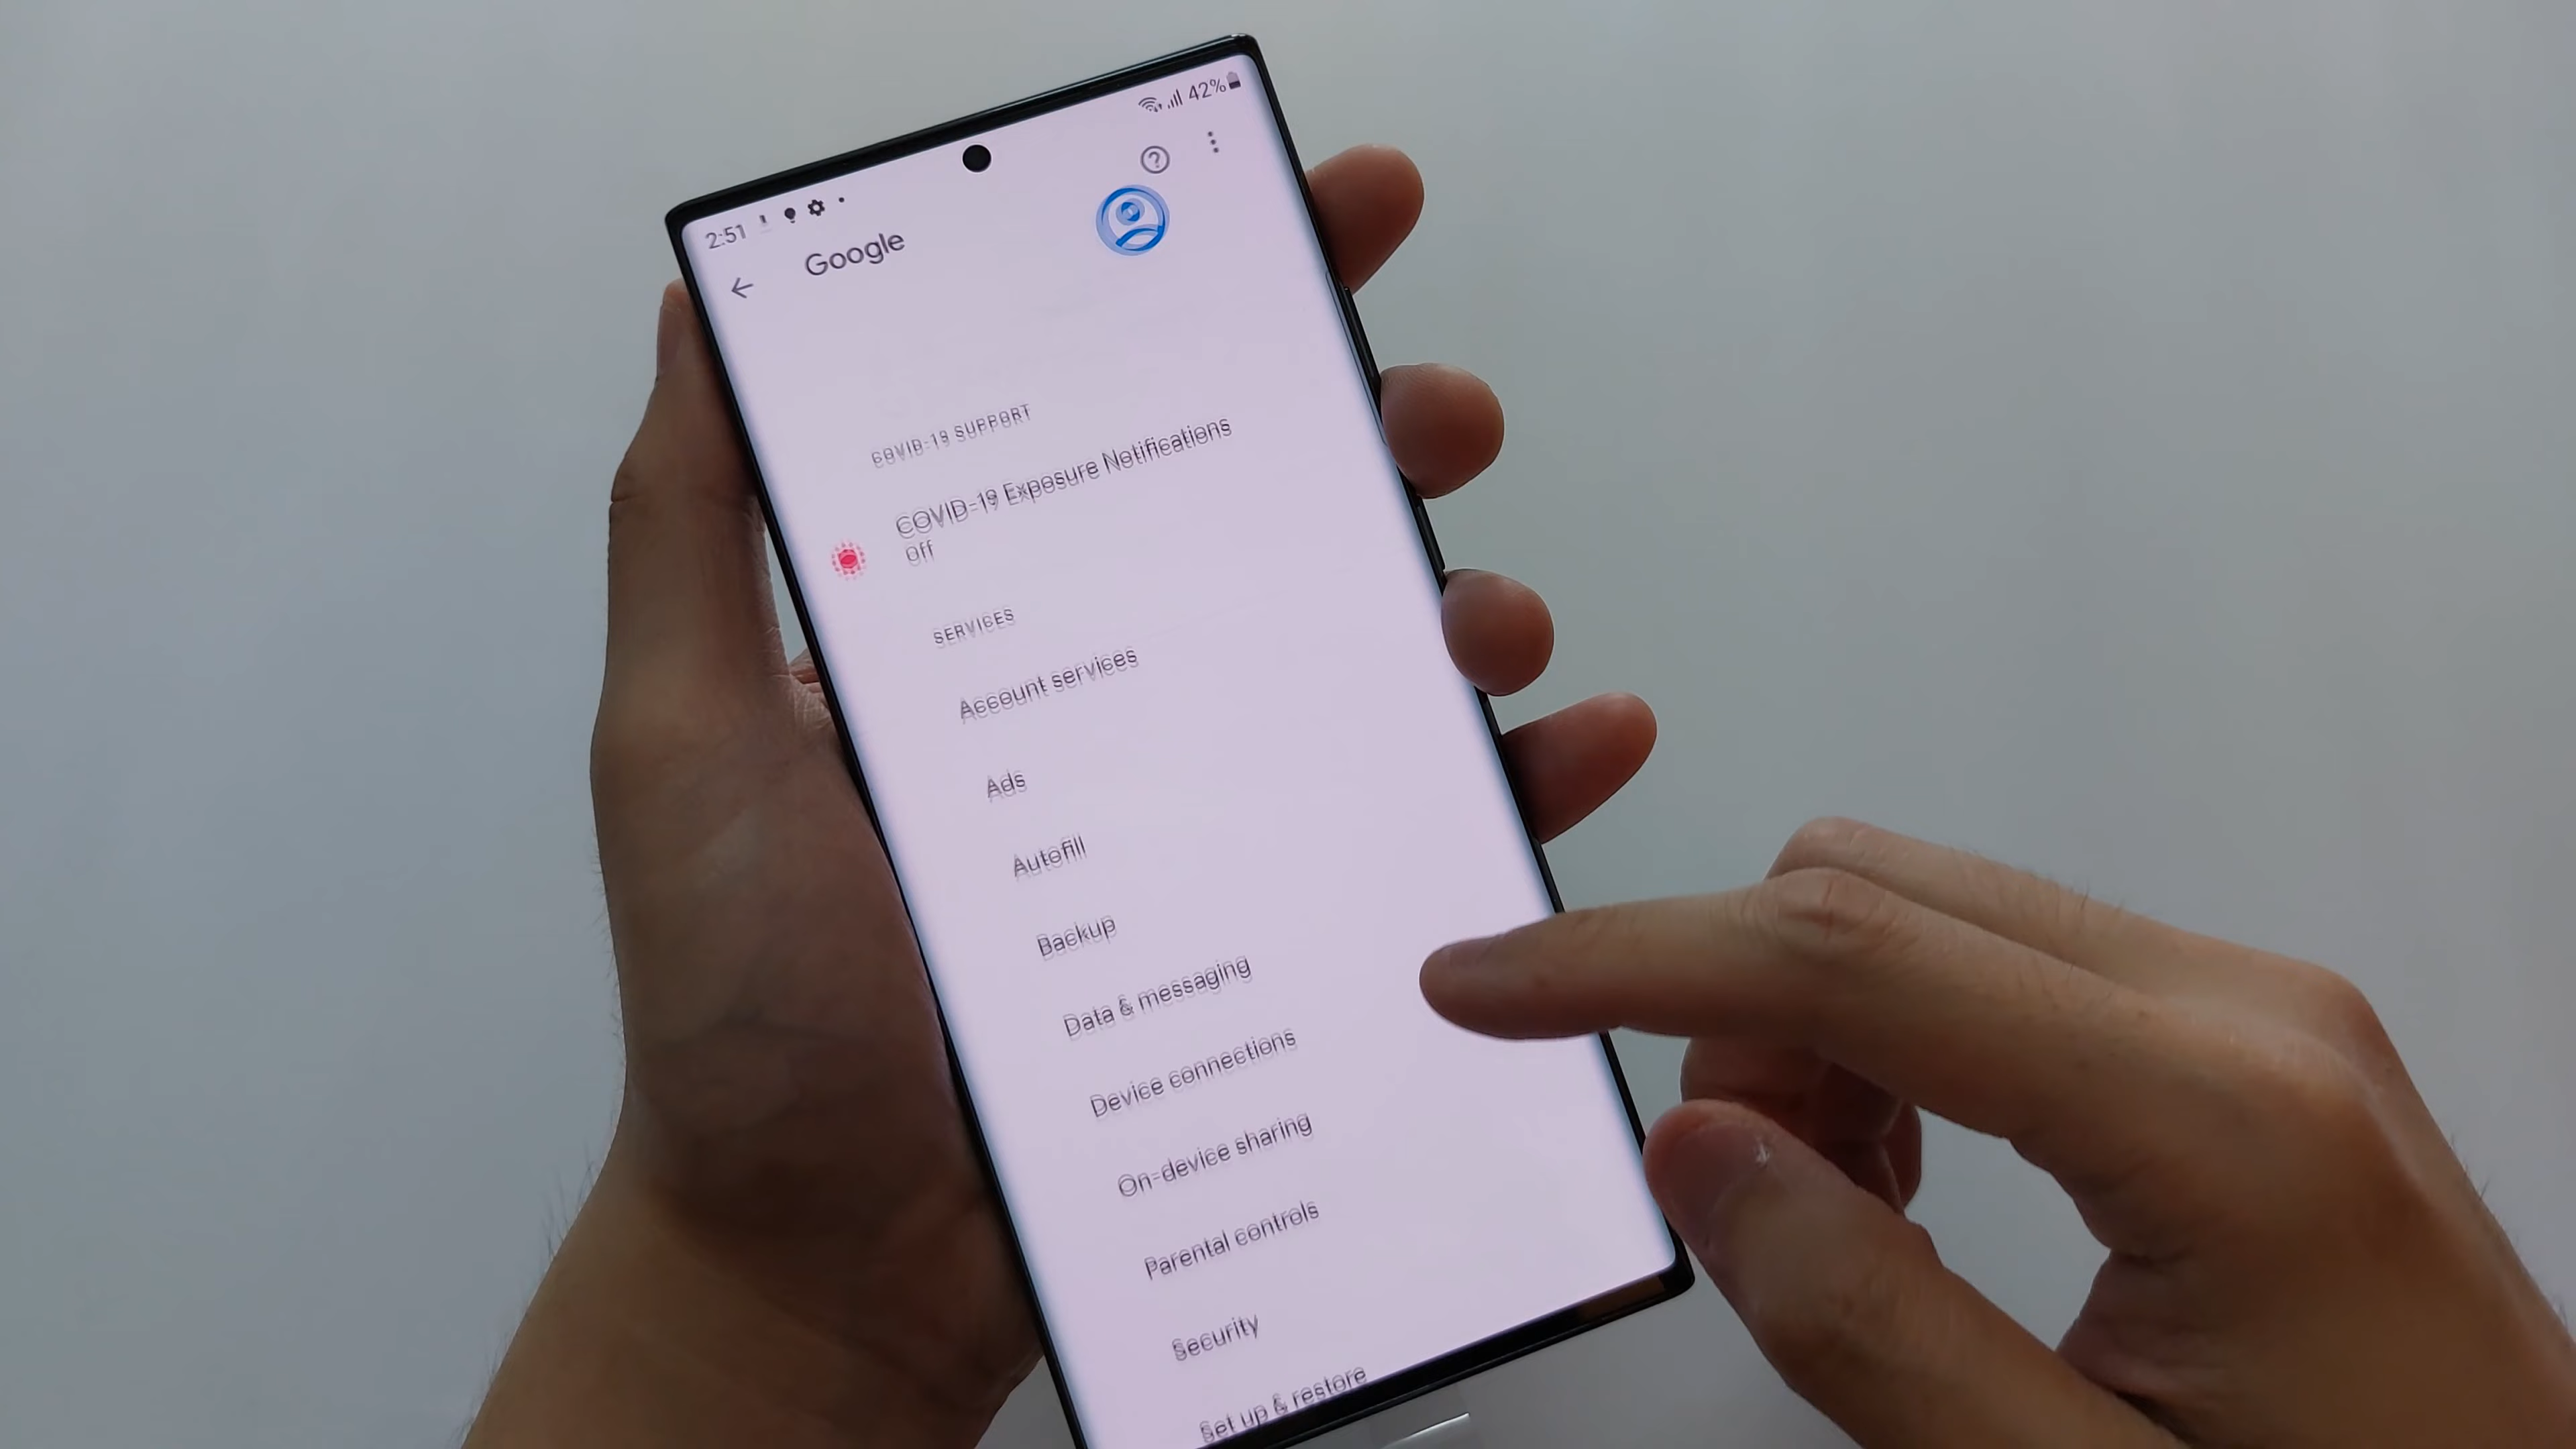 2:51
42%
Google
COVID-19 SUPPORT
COVID-19 Exposure Notifications
Off
SERVICES
Account services
Ads
Autofill
Backup
Data & messaging
Device connections
On-device sharing
Parental controls
Security
Set up & restore